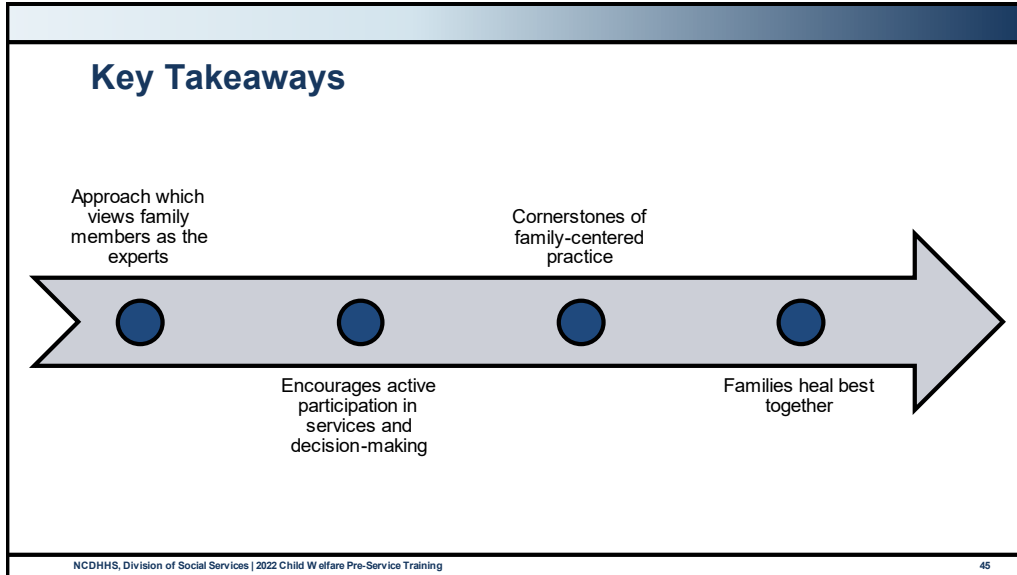 Key Takeaways
Approach which
views family
members as the
experts
Encourages active
participation in
services and
decision-making
Cornerstones of
family-centered
practice
Families heal best
together
NCDHHS, Division of Social Services | 2022 Child Welfare Pre-Service Training
45